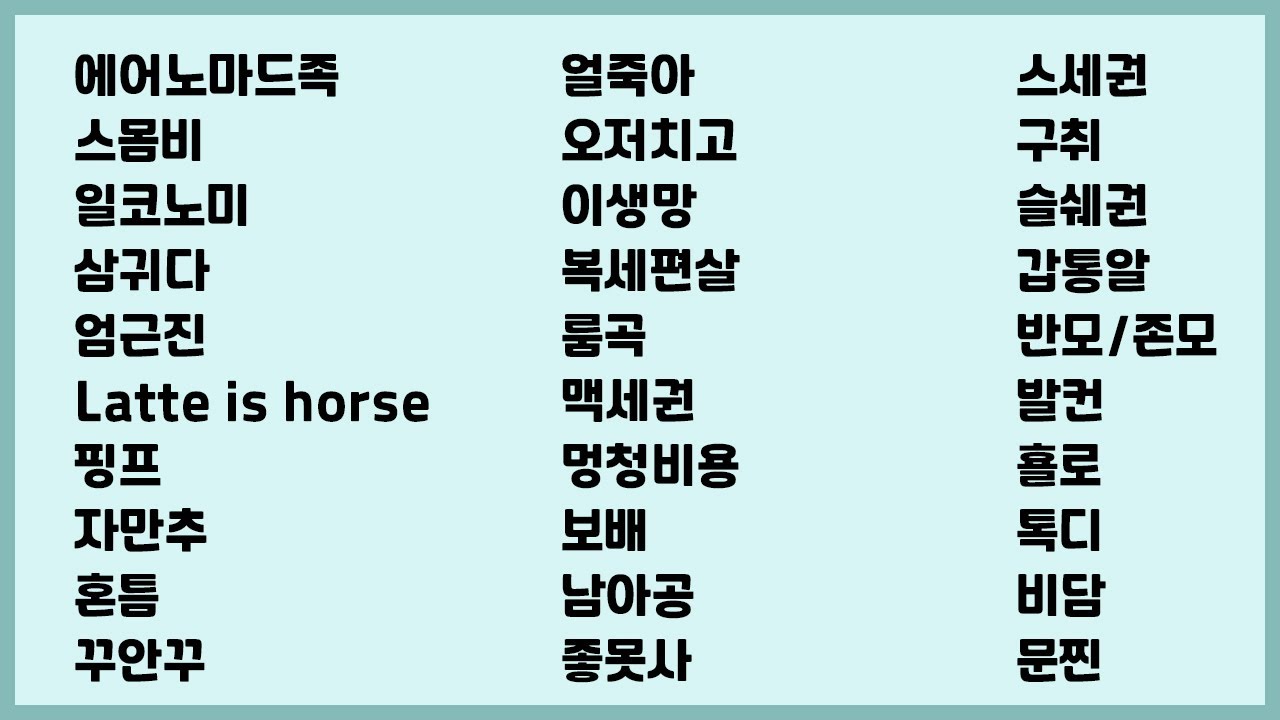 에어노마드족
스몸비
일코노미
삼귀다
엄근진
Latte is horse
핑프
자만추
혼틈
꾸안꾸
얼죽아
오저치고
이생망
복세편살
룸곡
맥세권
멍청비용
보배
남아공
좋못사
스세권
구취
슬쉐권
갑통알
반모/존모
발컨
횰로
톡디
비담
문찐